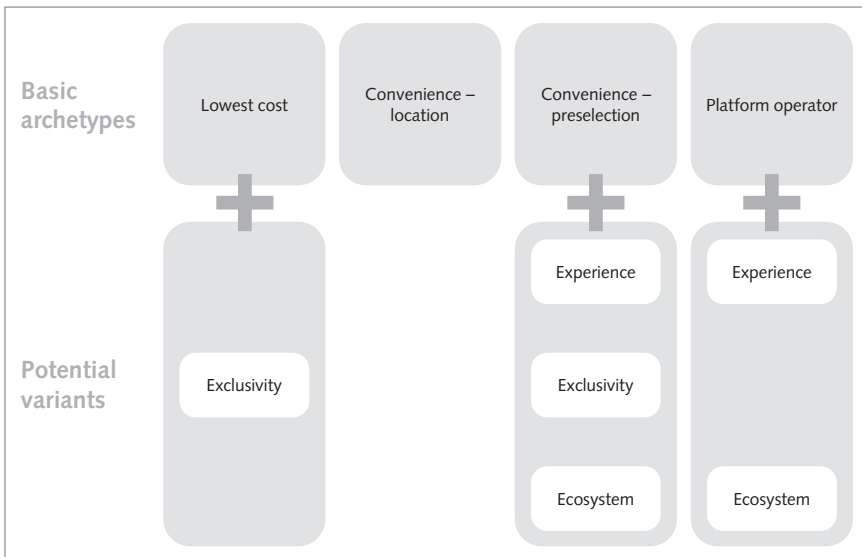 Basic
archetypes
Lowest cost
Convenience –
location
Convenience –
preselection
Platform operator
Potential
variants
Experience
Experience
Exclusivity
Exclusivity
Ecosystem
Ecosystem